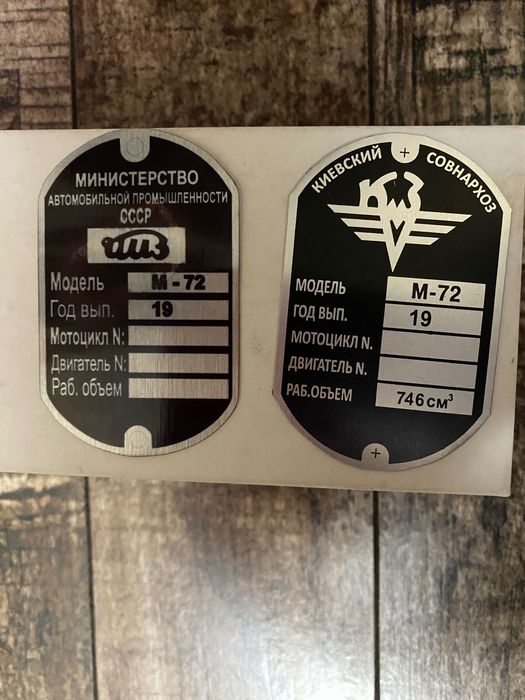 МИНИСТЕРСТВО
АВТОМОБИЛЬНОЙ ПРОМЫШЛЕННОСТИ
СССР
ИМЗ
Модель М - 72
Год вып. 19
Мотоцикл N:
Двигатель N:
Раб. объем
КИЕВСКИЙ СОВНАРХОЗ
КМЗ
МОДЕЛЬ М-72
ГОД ВЫП. 19
МОТОЦИКЛ N.
ДВИГАТЕЛЬ N.
РАБ.ОБЪЕМ 746 см³